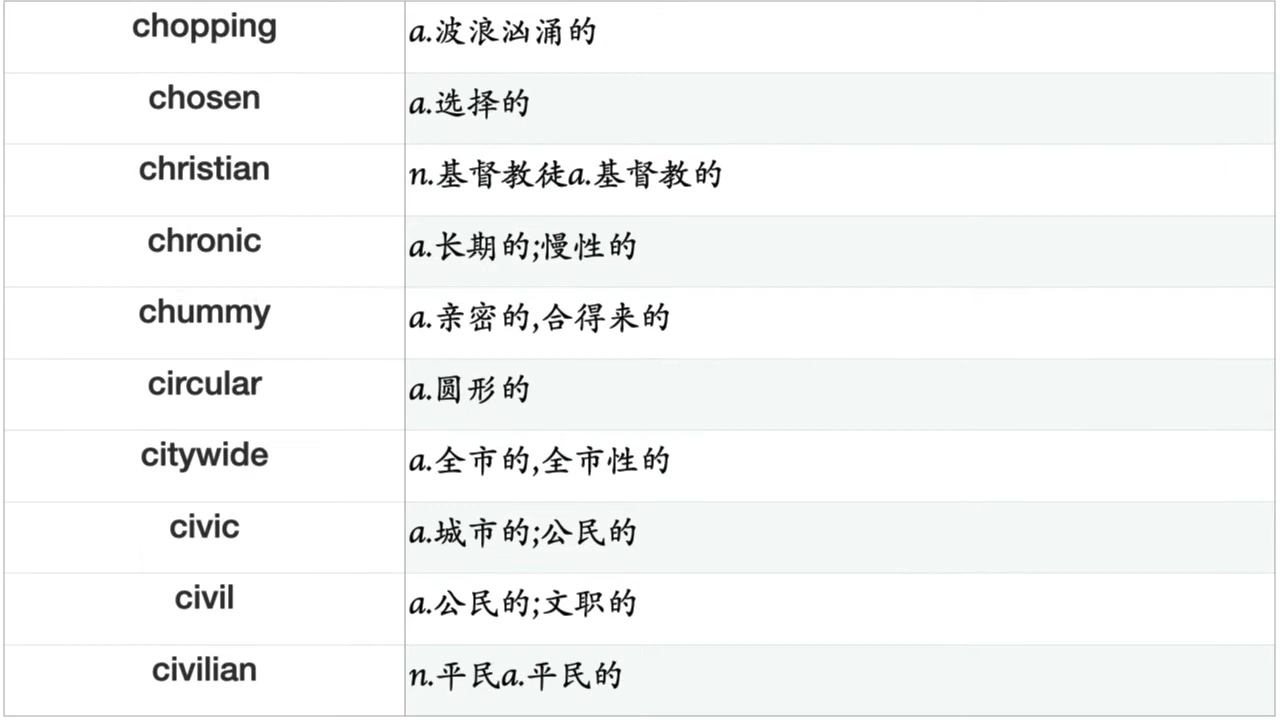 chopping a.波浪汹涌的
chosen a.选择的
christian n.基督教徒a.基督教的
chronic a.长期的;慢性的
chummy a.亲密的,合得来的
circular a.圆形的
citywide a.全市的,全市性的
civic a.城市的;公民的
civil a.公民的;文职的
civilian n.平民a.平民的